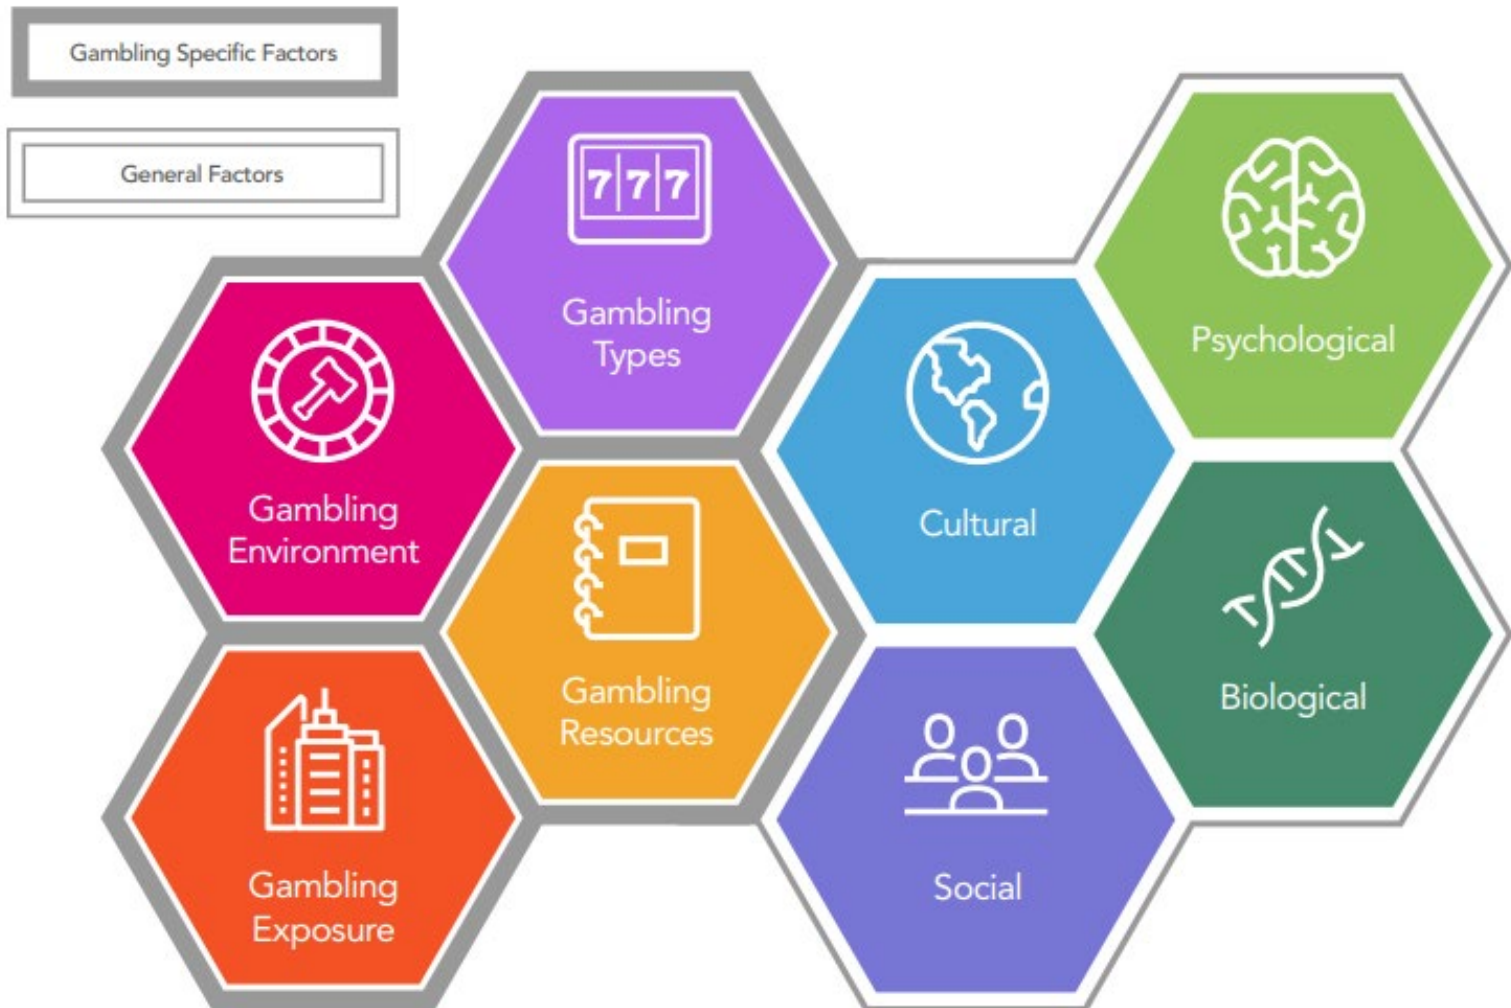 Gambling Specific Factors
General Factors
777
Gambling
Types
Psychological
Gambling
Environment
Cultural
Gambling
Resources
Biological
Gambling
Exposure
Social